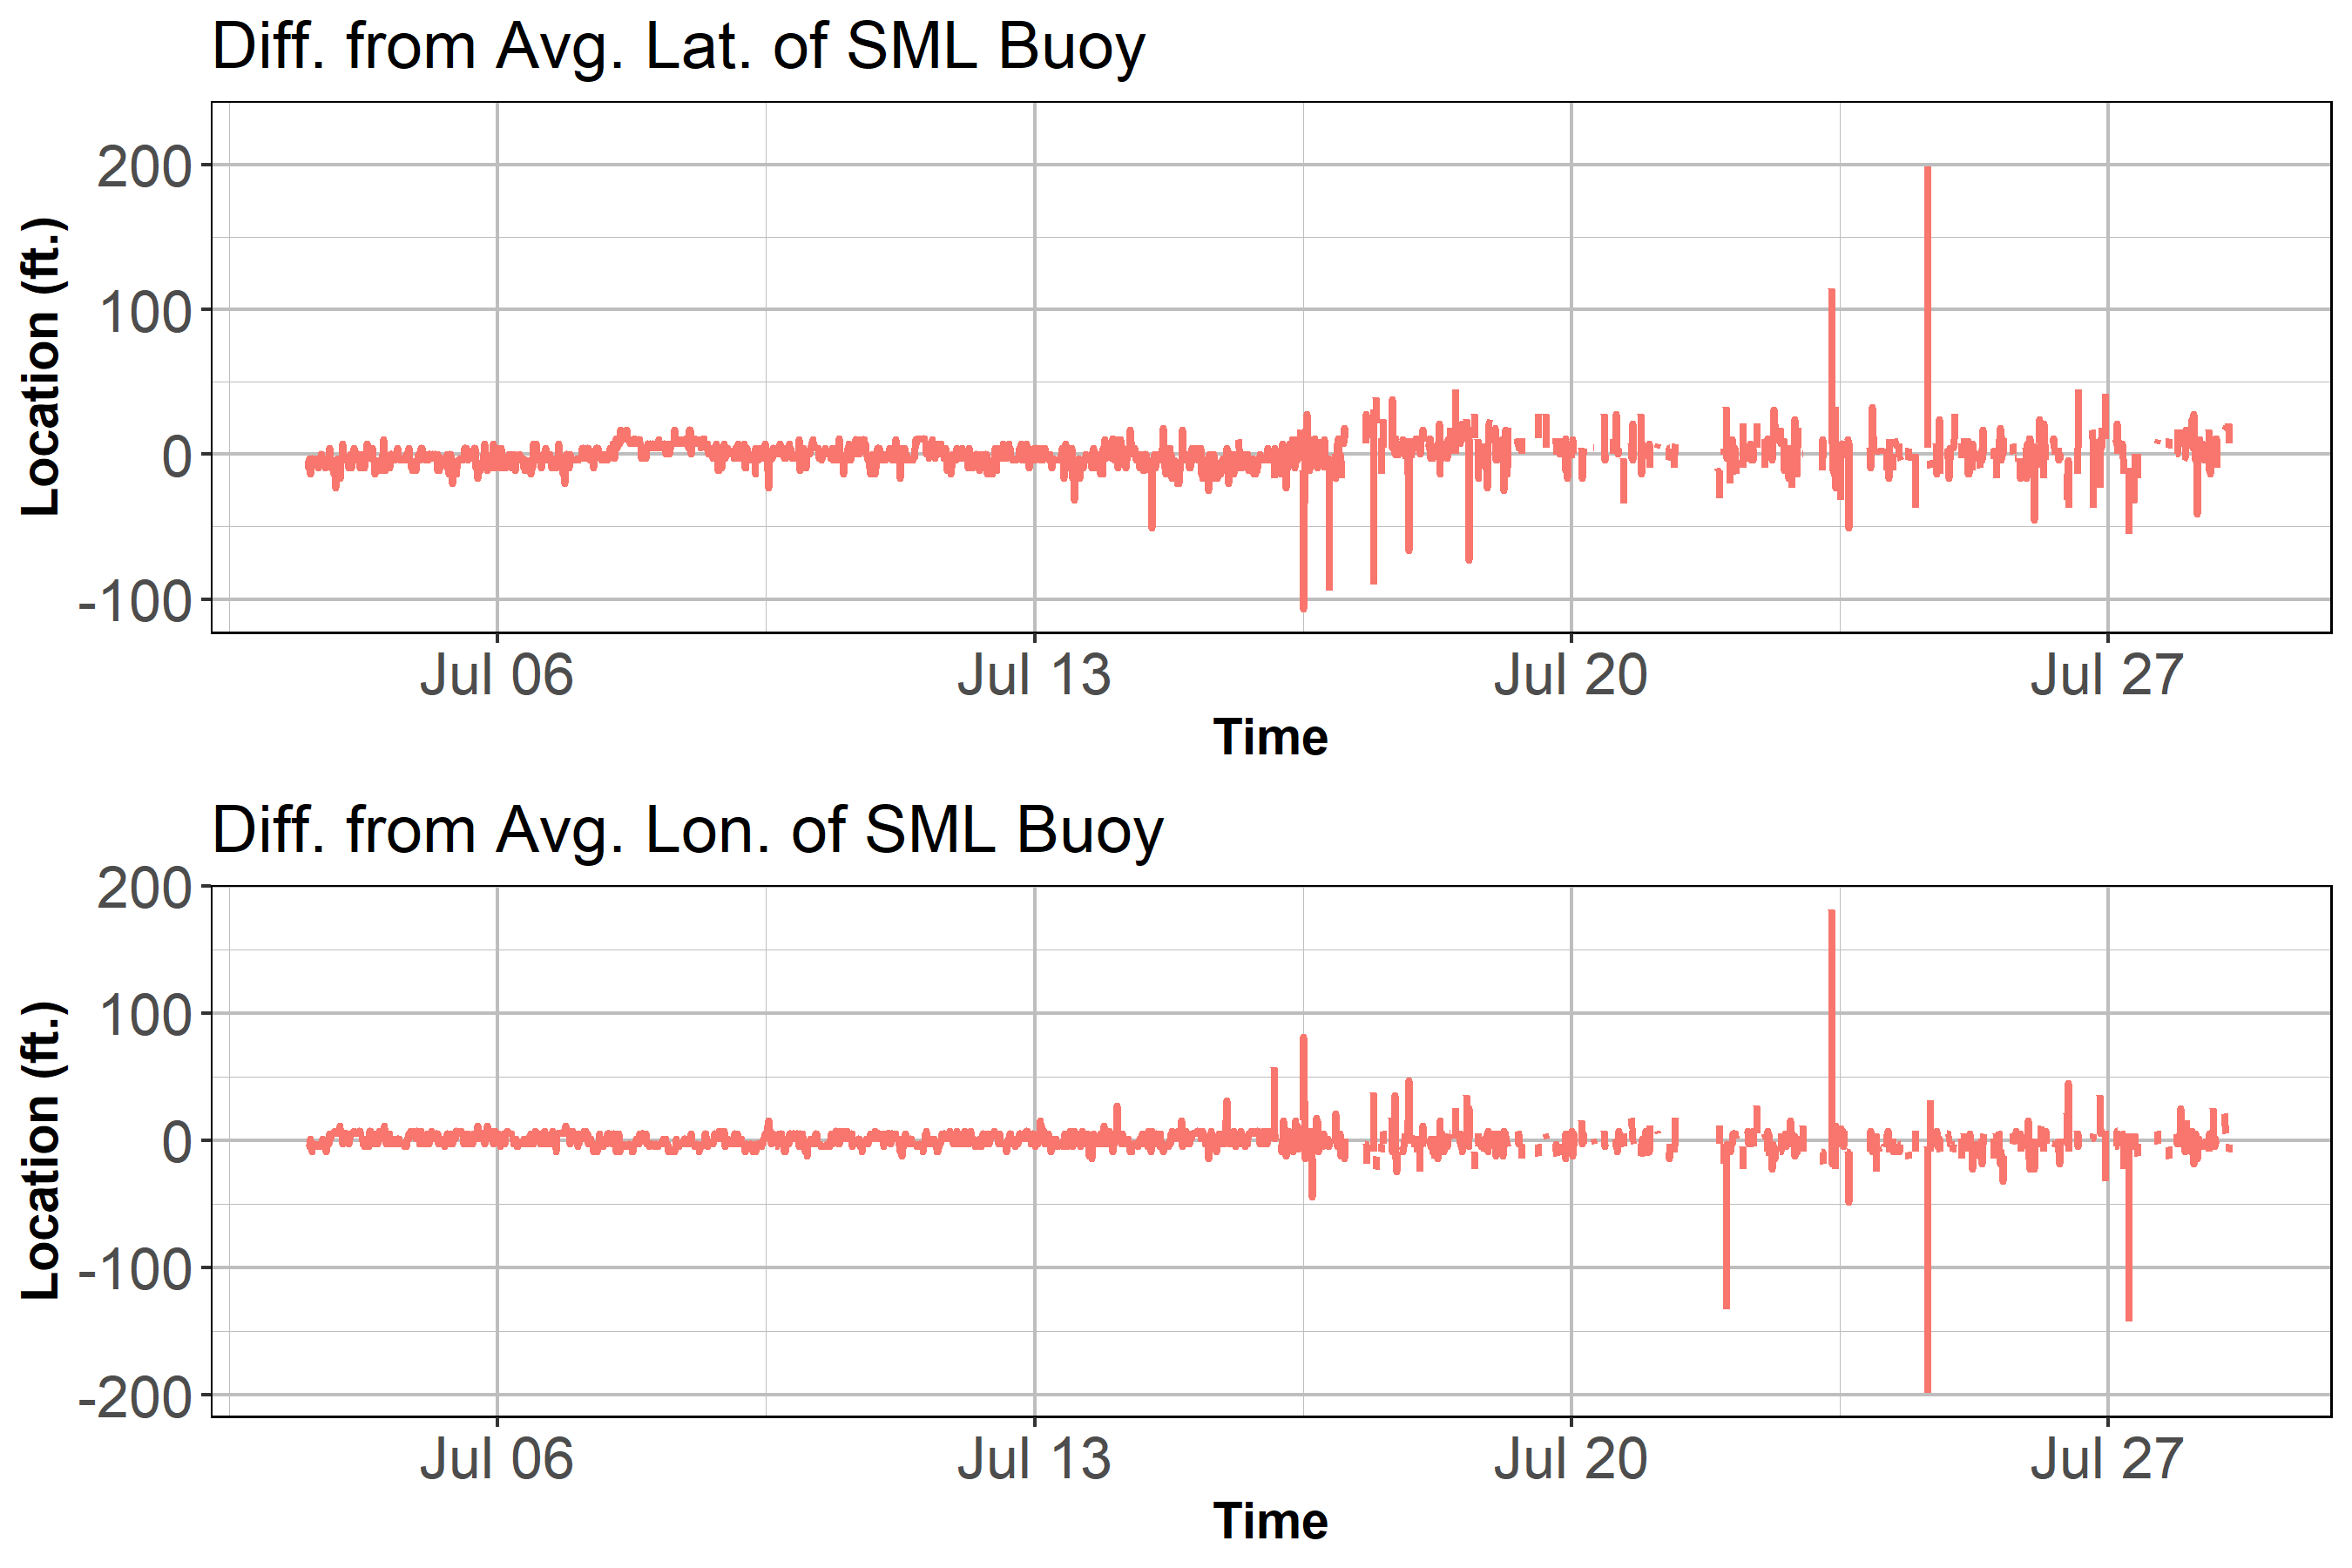 Diff. from Avg. Lat. of SML Buoy
Location (ft.)
200
100
0
-100
Jul 06 Jul 13 Jul 20 Jul 27
Time
Diff. from Avg. Lon. of SML Buoy
Location (ft.)
200
100
0
-100
-200
Jul 06 Jul 13 Jul 20 Jul 27
Time